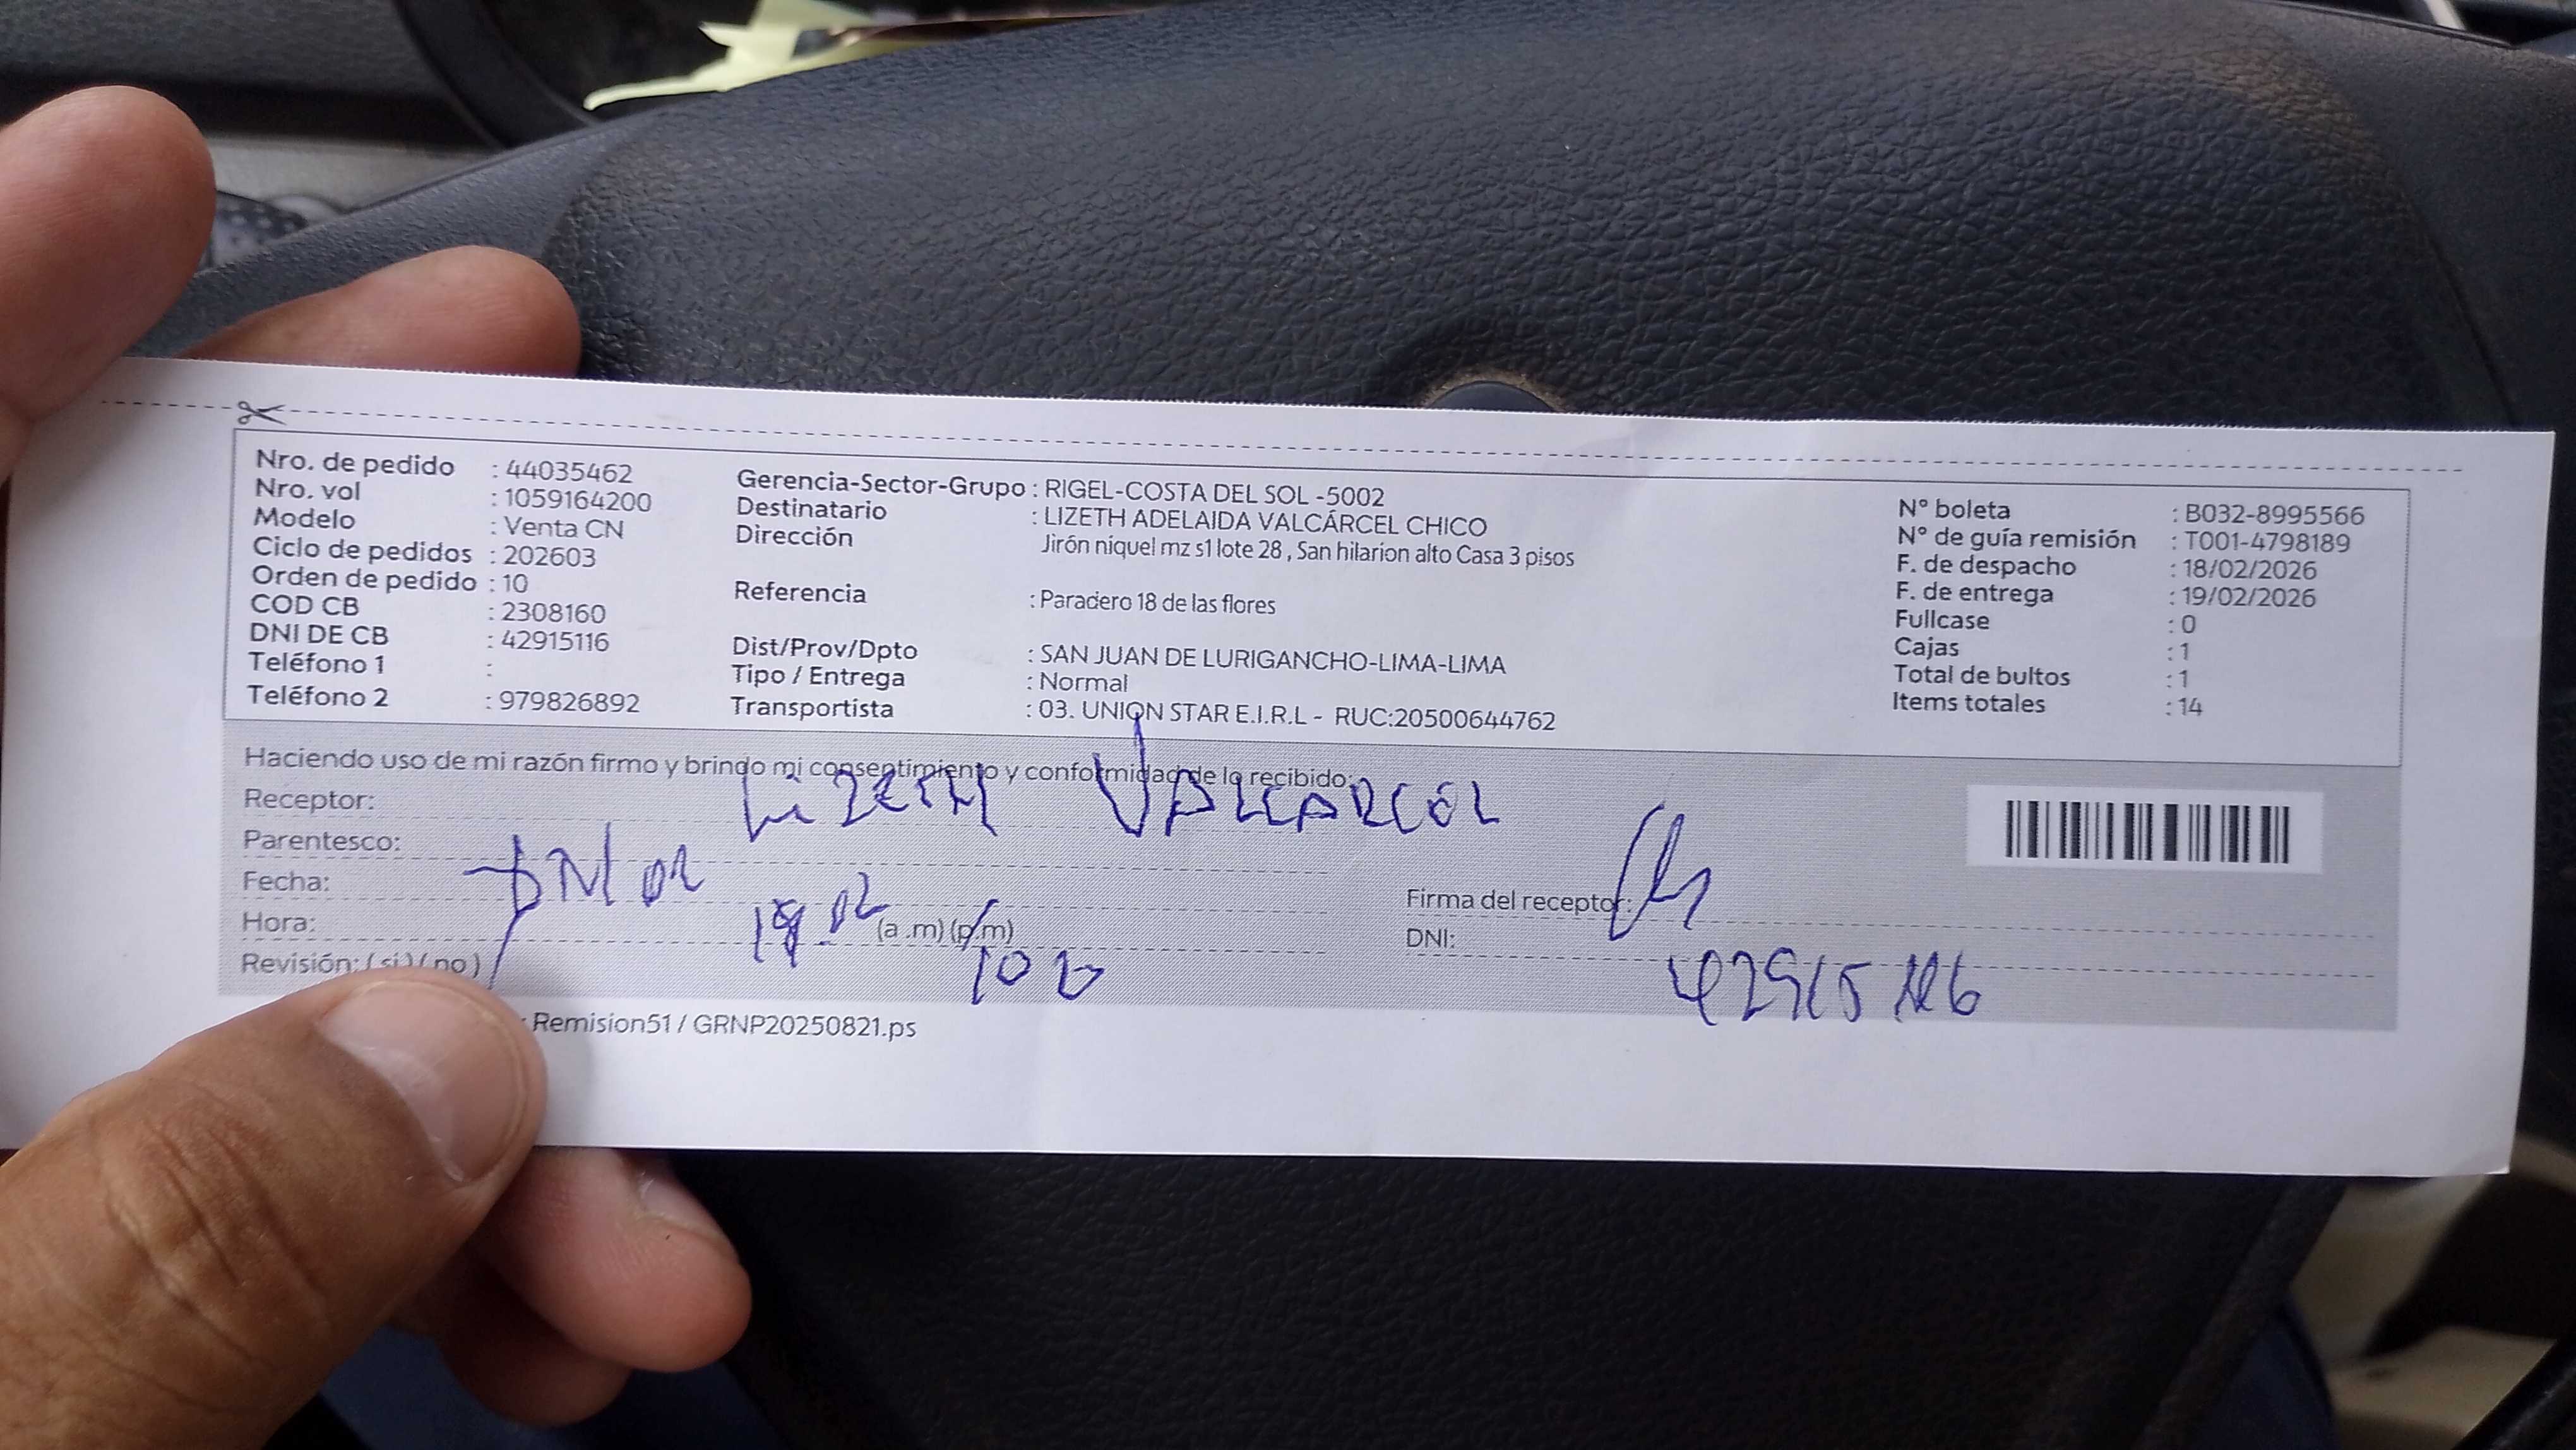 Nro. de pedido : 44035462
Nro. vol : 1059164200
Modelo : Venta CN
Ciclo de pedidos : 202603
Orden de pedido : 10
COD CB : 2308160
DNI DE CB : 42915116
Teléfono 1 :
Teléfono 2 : 979826892
Gerencia-Sector-Grupo : RIGEL-COSTA DEL SOL -5002
Destinatario : LIZETH ADELAIDA VALCÁRCEL CHICO
Dirección Jirón niquel mz s1 lote 28 , San hilarion alto Casa 3 pisos
Referencia : Paradero 18 de las flores
Dist/Prov/Dpto : SAN JUAN DE LURIGANCHO-LIMA-LIMA
Tipo / Entrega : Normal
Transportista : 03. UNION STAR E.I.R.L - RUC:20500644762
N° boleta : B032-8995566
N° de guía remisión : T001-4798189
F. de despacho : 18/02/2026
F. de entrega : 19/02/2026
Fullcase : 0
Cajas : 1
Total de bultos : 1
Items totales : 14
Haciendo uso de mi razón firmo y brindo mi consentimiento y conformidad de lo recibido:
Receptor: LiZETH VALCARCEL
Parentesco:
Fecha:
Hora: (a .m) (p.m)
Revisión: ( si ) ( no )
Firma del receptor:
DNI:
Remision51 / GRNP20250821.ps